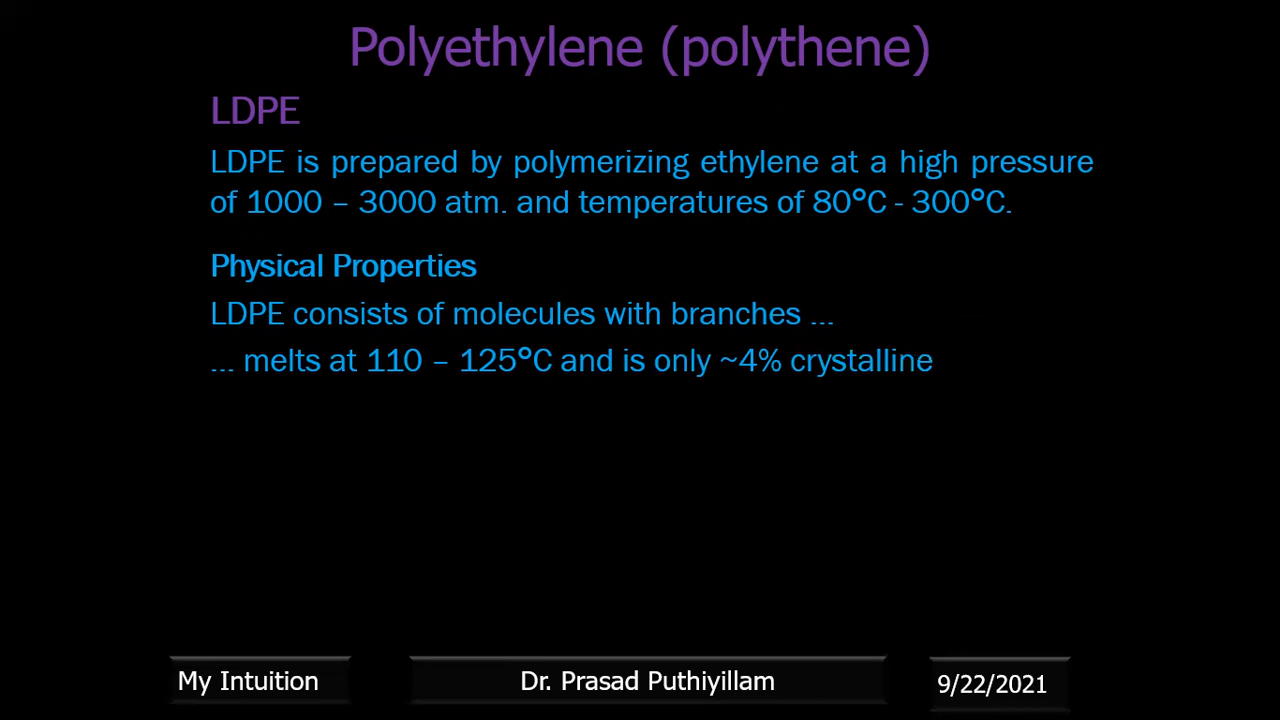 Polyethylene (polythene)
LDPE
LDPE is prepared by polymerizing ethylene at a high pressure
of 1000 – 3000 atm. and temperatures of 80°C - 300°C.
Physical Properties
LDPE consists of molecules with branches ...
... melts at 110 – 125°C and is only ~4% crystalline
My Intuition
Dr. Prasad Puthiyillam
9/22/2021